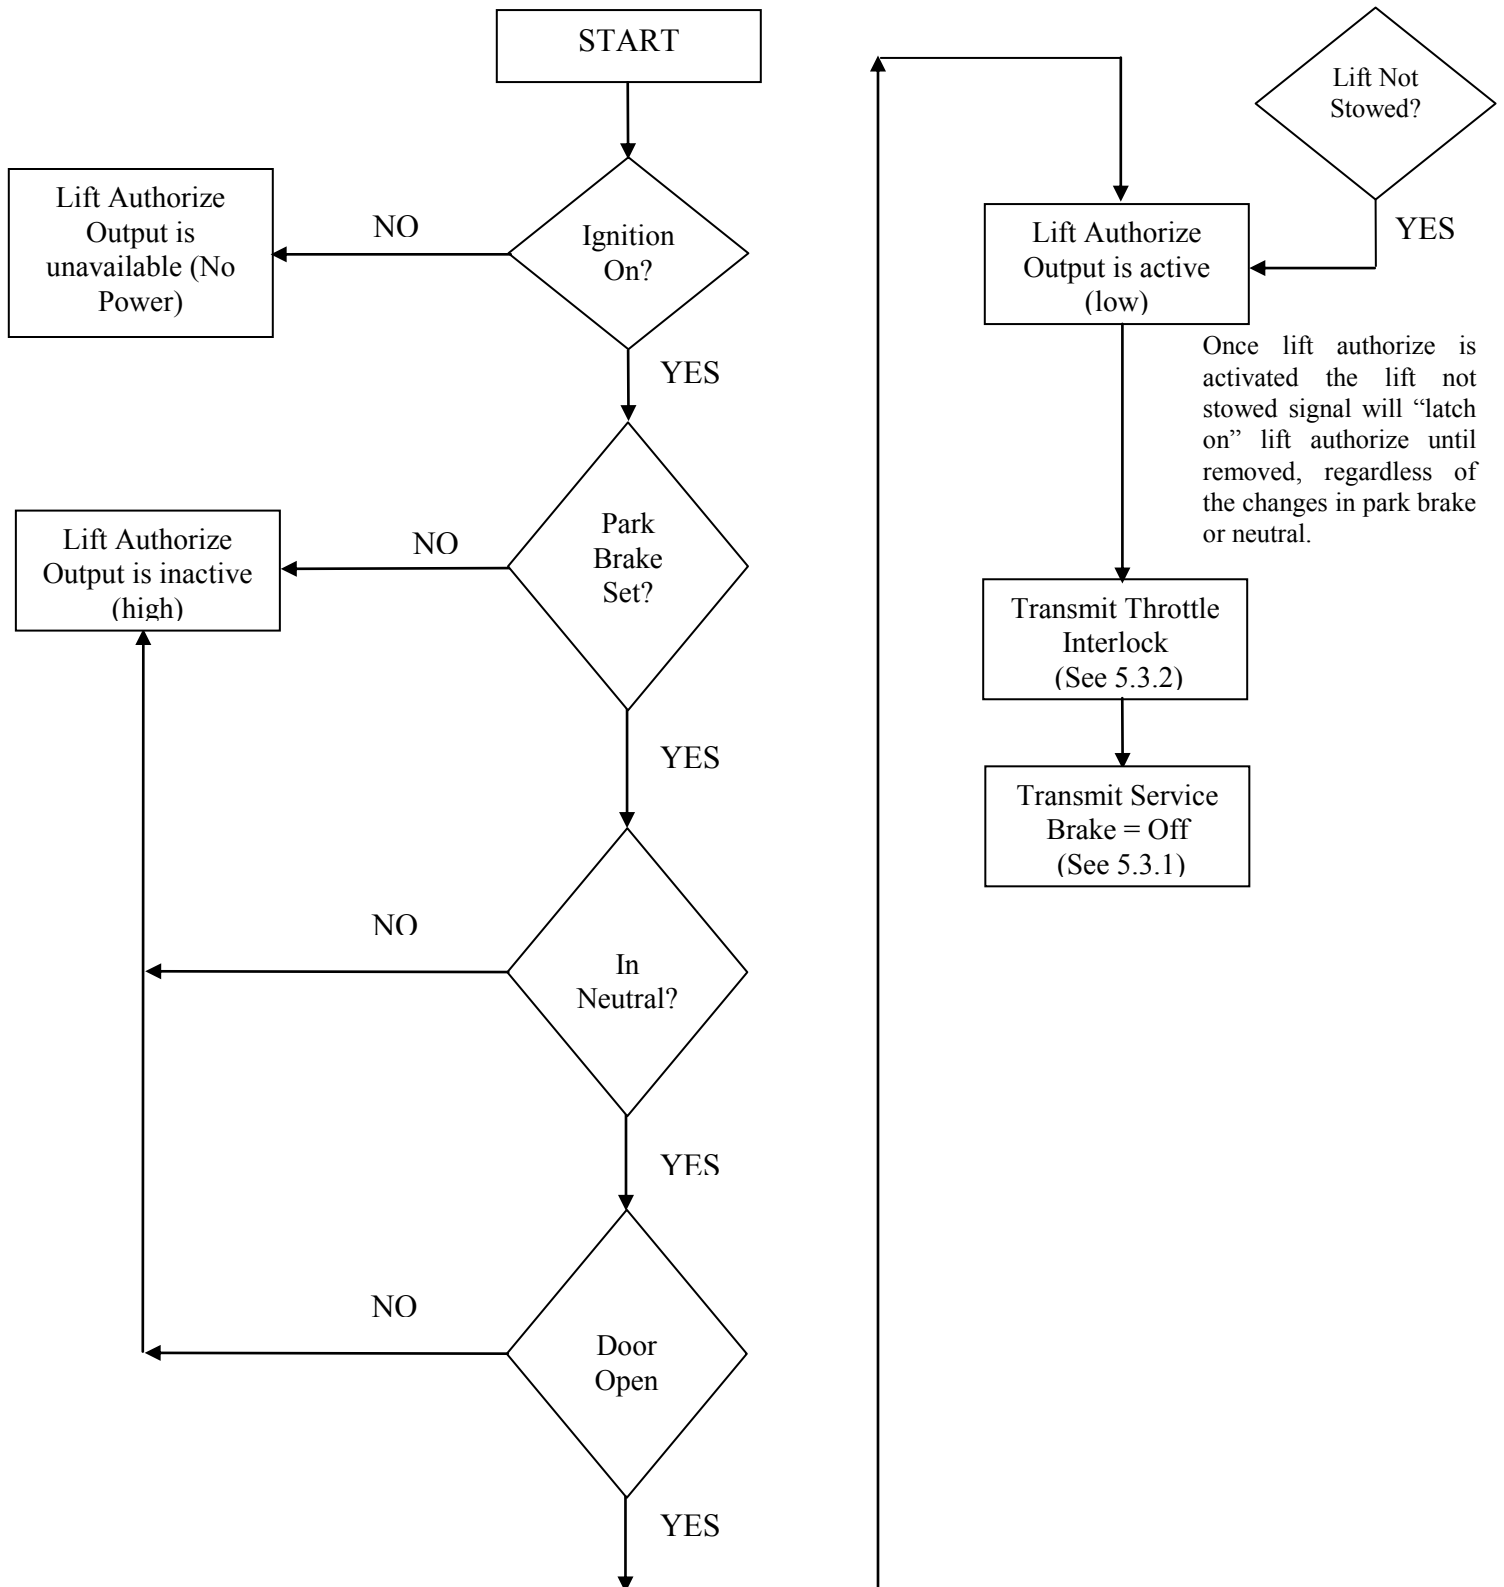 START
Ignition
On?
NO
Lift Authorize
Output is
unavailable (No
Power)
YES
Park
Brake
Set?
NO
Lift Authorize
Output is inactive
(high)
YES
In
Neutral?
NO
YES
Door
Open
NO
YES
Lift Not
Stowed?
YES
Lift Authorize
Output is active
(low)
Once lift authorize is
activated the lift not
stowed signal will “latch
on” lift authorize until
removed, regardless of
the changes in park brake
or neutral.
Transmit Throttle
Interlock
(See 5.3.2)
Transmit Service
Brake = Off
(See 5.3.1)